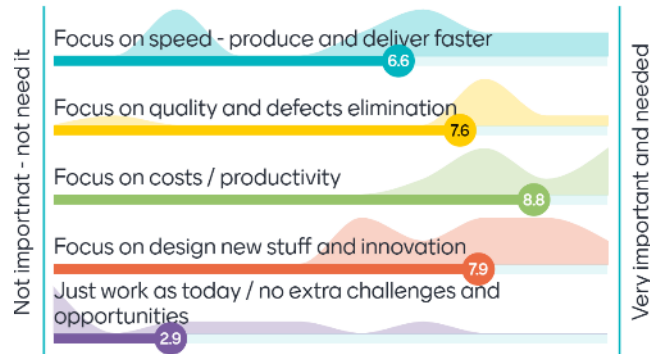 Not importnat - not need it
Focus on speed - produce and deliver faster
6.6
Focus on quality and defects elimination
7.6
Focus on costs / productivity
8.8
Focus on design new stuff and innovation
7.9
Just work as today / no extra challenges and
opportunities
2.9
Very important and needed